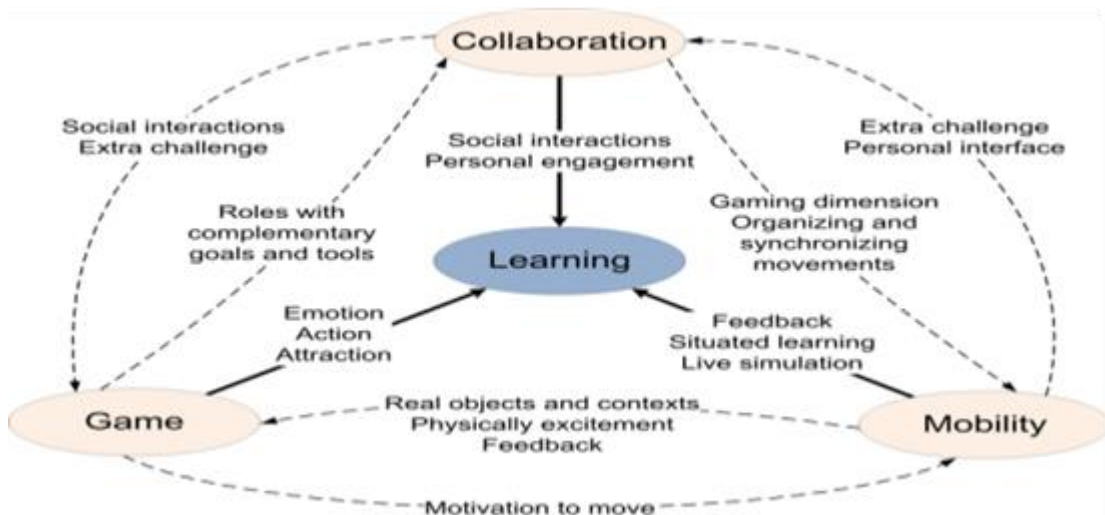 Collaboration
Social interactions
Extra challenge
Social interactions
Personal engagement
Extra challenge
Personal interface
Roles with
complementary
goals and tools
Gaming dimension
Organizing and
synchronizing
movements
Learning
Emotion
Action
Attraction
Feedback
Situated learning
Live simulation
Game
Real objects and contexts
Physically excitement
Feedback
Mobility
Motivation to move